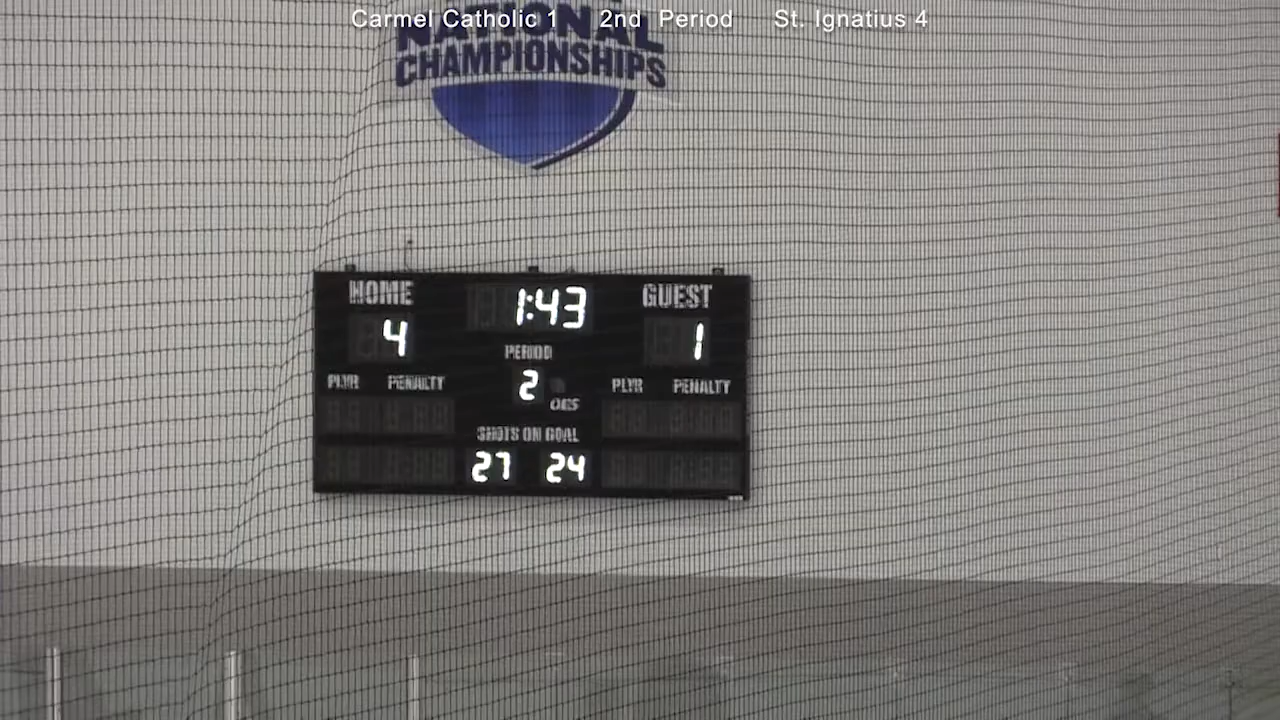 Carmel Catholic 1 2nd Period St. Ignatius 4
NATIONAL
CHAMPIONSHIPS
HOME 1:43 GUEST
4 1
PERIOD
PLYR PENALTY 2 PLYR PENALTY
SHOTS ON GOAL
27 24